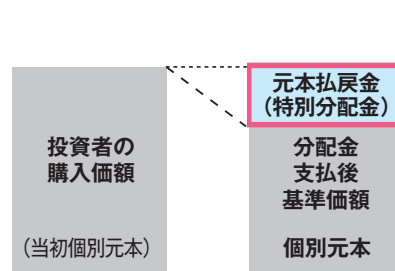 投資者の
購入価額
（当初個別元本）
元本払戻金
（特別分配金）
分配金
支払後
基準価額
個別元本